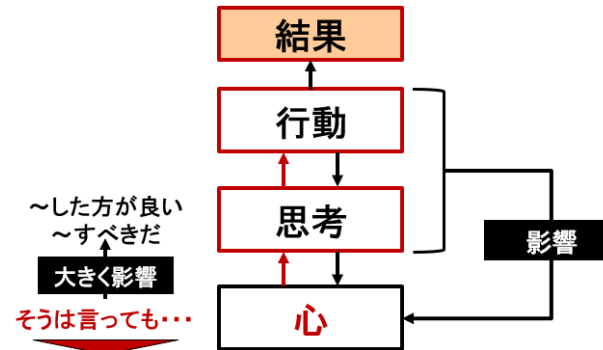 結果
行動
思考
心
影響
～した方が良い
～すべきだ
大きく影響
そうは言っても・・・